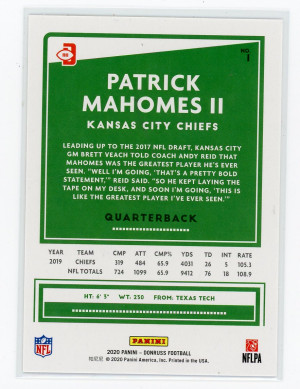 NO.
1
PATRICK
MAHOMES II
KANSAS CITY CHIEFS
LEADING UP TO THE 2017 NFL DRAFT, KANSAS CITY
GM BRETT VEACH TOLD COACH ANDY REID THAT
MAHOMES WAS THE GREATEST PLAYER HE'S EVER
SEEN. "WELL I'M GOING, 'THAT'S A PRETTY BOLD
STATEMENT,'" REID SAID. "SO HE KEPT LAYING THE
TAPE ON MY DESK, AND SOON I'M GOING, 'THIS IS
LIKE THE GREATEST PLAYER I'VE EVER SEEN.'"
QUARTERBACK
YEAR TEAM CMP ATT CM% YDS TD INT RATE
2019 CHIEFS 319 484 65.9 4031 26 5 105.3
NFL TOTALS 724 1099 65.9 9412 76 18 108.9
HT: 6' 3" WT: 230 FROM: TEXAS TECH
NFL
PANINI
2020 PANINI - DONRUSS FOOTBALL
© 2020 Panini America, Inc. Printed in the USA.
NFLPA